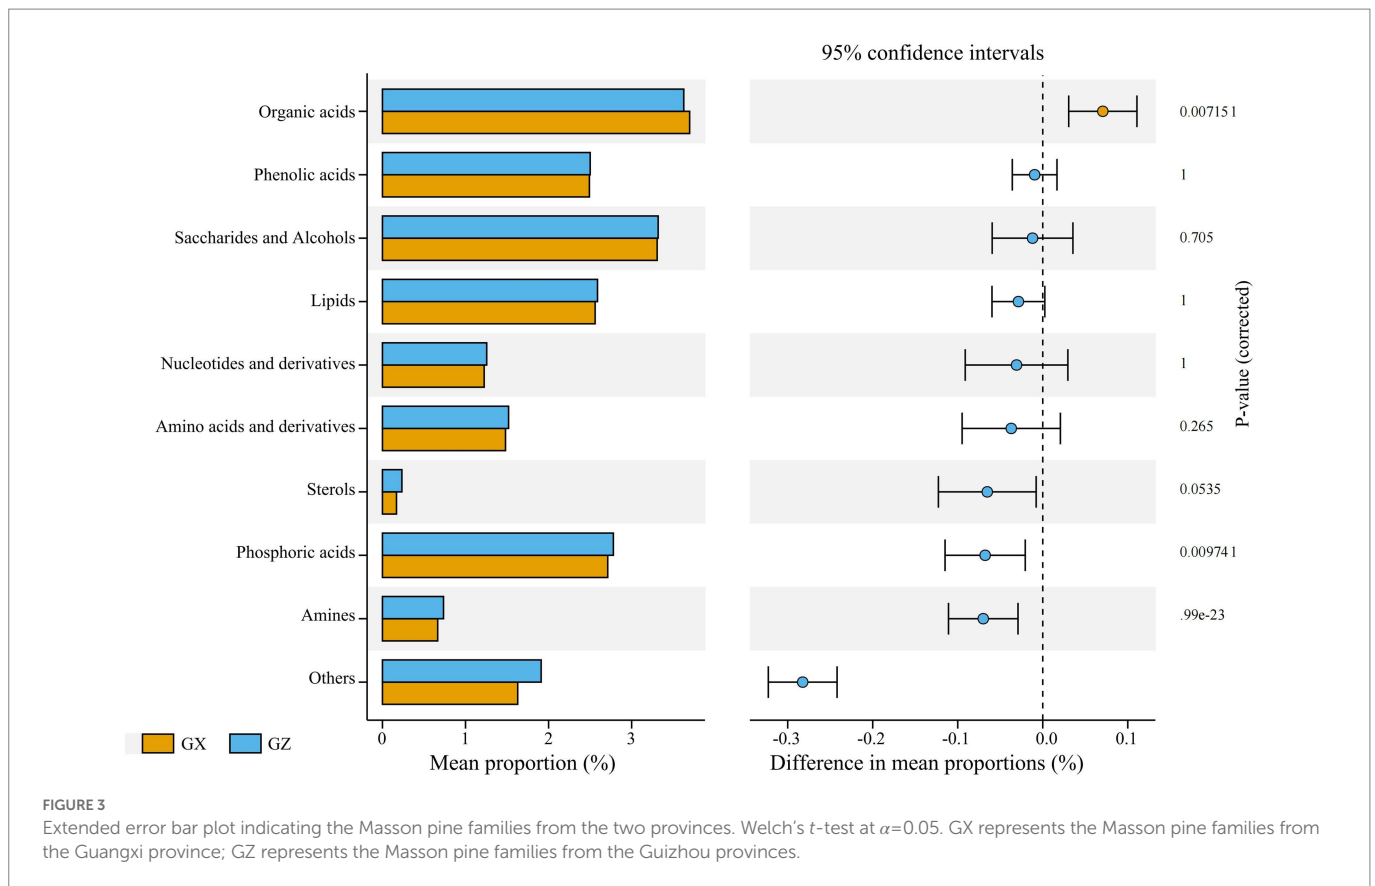 95% confidence intervals
Organic acids
0.007151
Phenolic acids
1
Saccharides and Alcohols
0.705
Lipids
1
Nucleotides and derivatives
1
Amino acids and derivatives
0.265
Sterols
0.0535
Phosphoric acids
0.009741
Amines
.99e-23
Others
P-value (corrected)
0 1 2 3
-0.3 -0.2 -0.1 0.0 0.1
GX GZ
Mean proportion (%)
Difference in mean proportions (%)
FIGURE 3
Extended error bar plot indicating the Masson pine families from the two provinces. Welch's t-test at α=0.05. GX represents the Masson pine families from
the Guangxi province; GZ represents the Masson pine families from the Guizhou provinces.